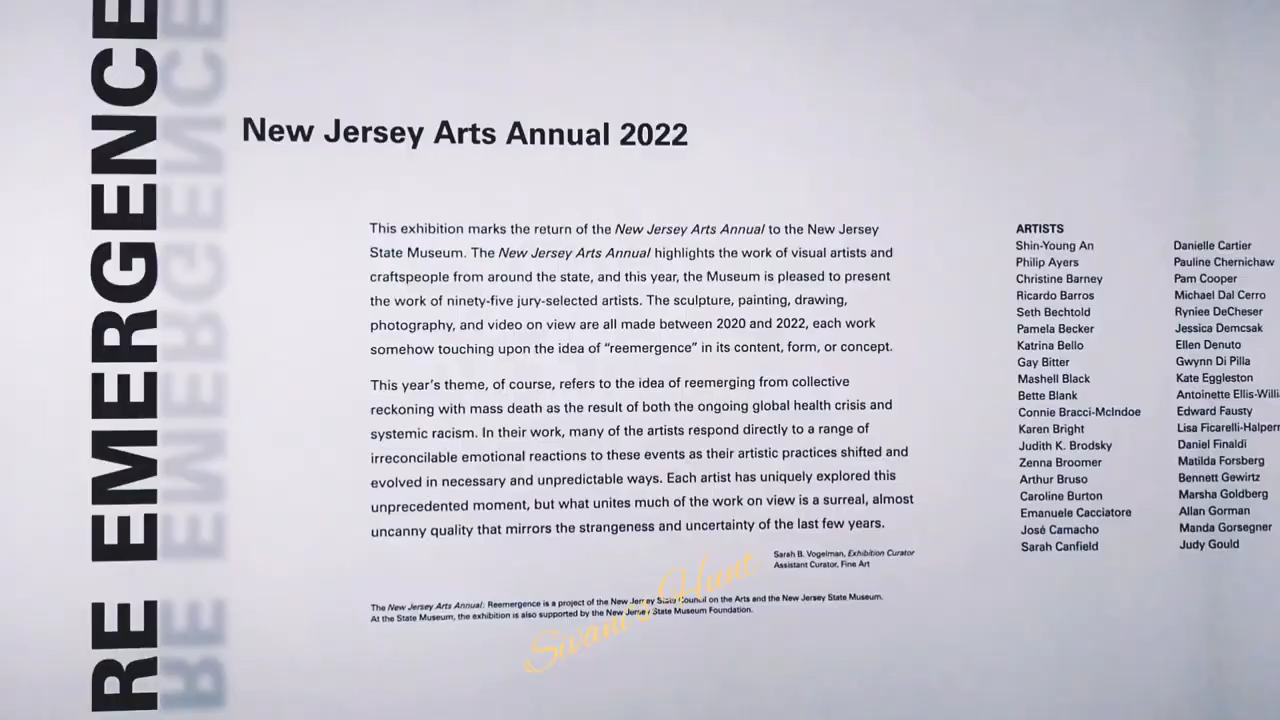 RE EMERGENCE
RE EMERGENCE
New Jersey Arts Annual 2022
This exhibition marks the return of the New Jersey Arts Annual to the New Jersey
State Museum. The New Jersey Arts Annual highlights the work of visual artists and
craftspeople from around the state, and this year, the Museum is pleased to present
the work of ninety-five jury-selected artists. The sculpture, painting, drawing,
photography, and video on view are all made between 2020 and 2022, each work
somehow touching upon the idea of “reemergence” in its content, form, or concept.
This year’s theme, of course, refers to the idea of reemerging from collective
reckoning with mass death as the result of both the ongoing global health crisis and
systemic racism. In their work, many of the artists respond directly to a range of
irreconcilable emotional reactions to these events as their artistic practices shifted and
evolved in necessary and unpredictable ways. Each artist has uniquely explored this
unprecedented moment, but what unites much of the work on view is a surreal, almost
uncanny quality that mirrors the strangeness and uncertainty of the last few years.
Sarah B. Vogelman, Exhibition Curator
Assistant Curator, Fine Art
The New Jersey Arts Annual: Reemergence is a project of the New Jersey State Council on the Arts and the New Jersey State Museum.
At the State Museum, the exhibition is also supported by the New Jersey State Museum Foundation.
Hunt
ARTISTS
Shin-Young An
Philip Ayers
Christine Barney
Ricardo Barros
Seth Bechtold
Pamela Becker
Katrina Bello
Gay Bitter
Mashell Black
Bette Blank
Connie Bracci-McIndoe
Karen Bright
Judith K. Brodsky
Zenna Broomer
Arthur Bruso
Caroline Burton
Emanuele Cacciatore
José Camacho
Sarah Canfield
Danielle Cartier
Pauline Chernichaw
Pam Cooper
Michael Dal Cerro
Ryniee DeCheser
Jessica Demcsak
Ellen Denuto
Gwynn Di Pilla
Kate Eggleston
Antoinette Ellis-Willi
Edward Fausty
Lisa Ficarelli-Halpern
Daniel Finaldi
Matilda Forsberg
Bennett Gewirtz
Marsha Goldberg
Allan Gorman
Manda Gorsegner
Judy Gould